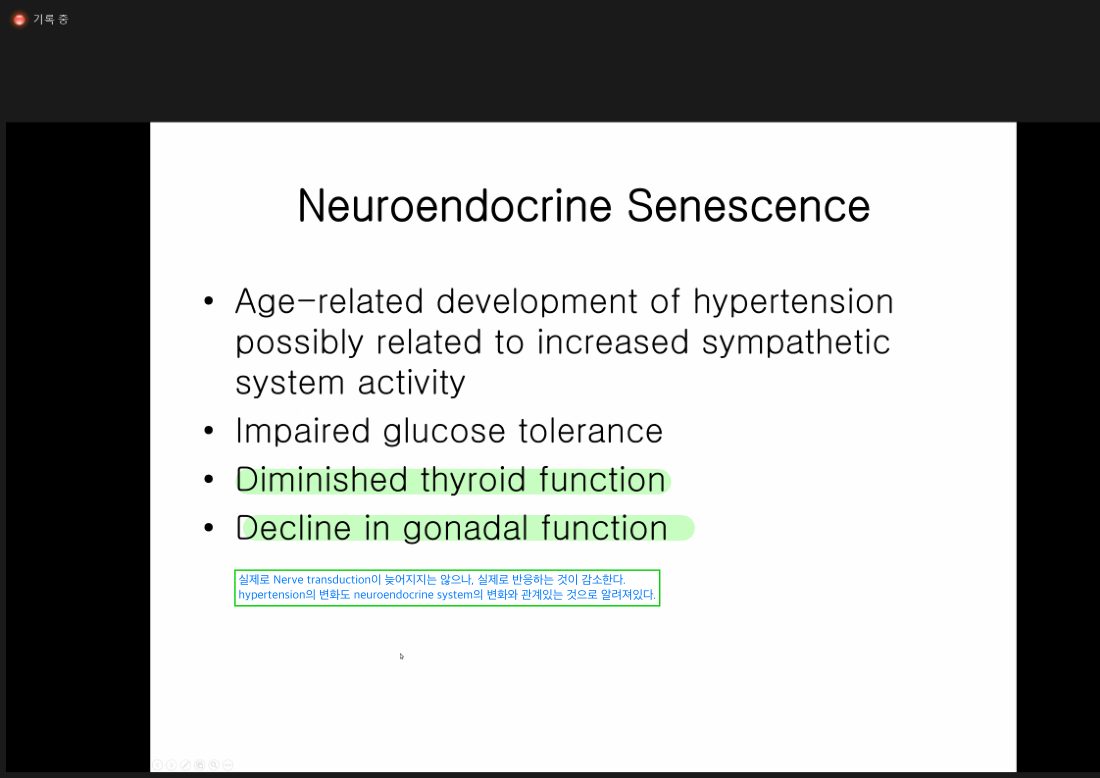 기록 중
Neuroendocrine Senescence
• Age-related development of hypertension
possibly related to increased sympathetic
system activity
• Impaired glucose tolerance
• Diminished thyroid function
• Decline in gonadal function
실제로 Nerve transduction이 늦어지지는 않으나, 실제로 반응하는 것이 감소한다.
hypertension의 변화도 neuroendocrine system의 변화와 관계있는 것으로 알려져있다.